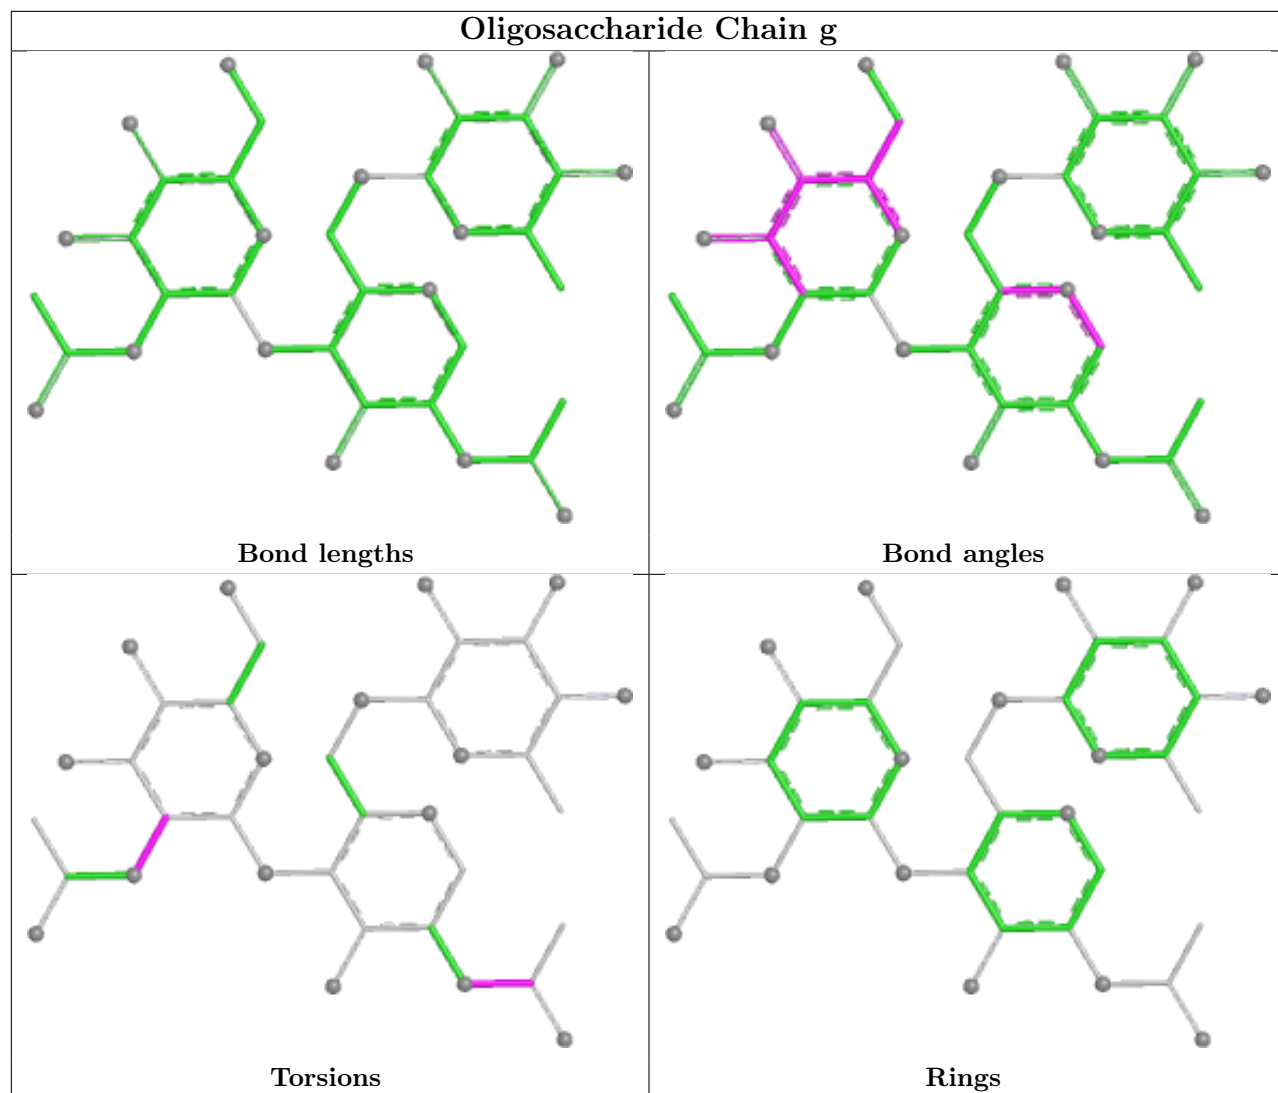 Oligosaccharide Chain g
Bond lengths
Bond angles
Torsions
Rings